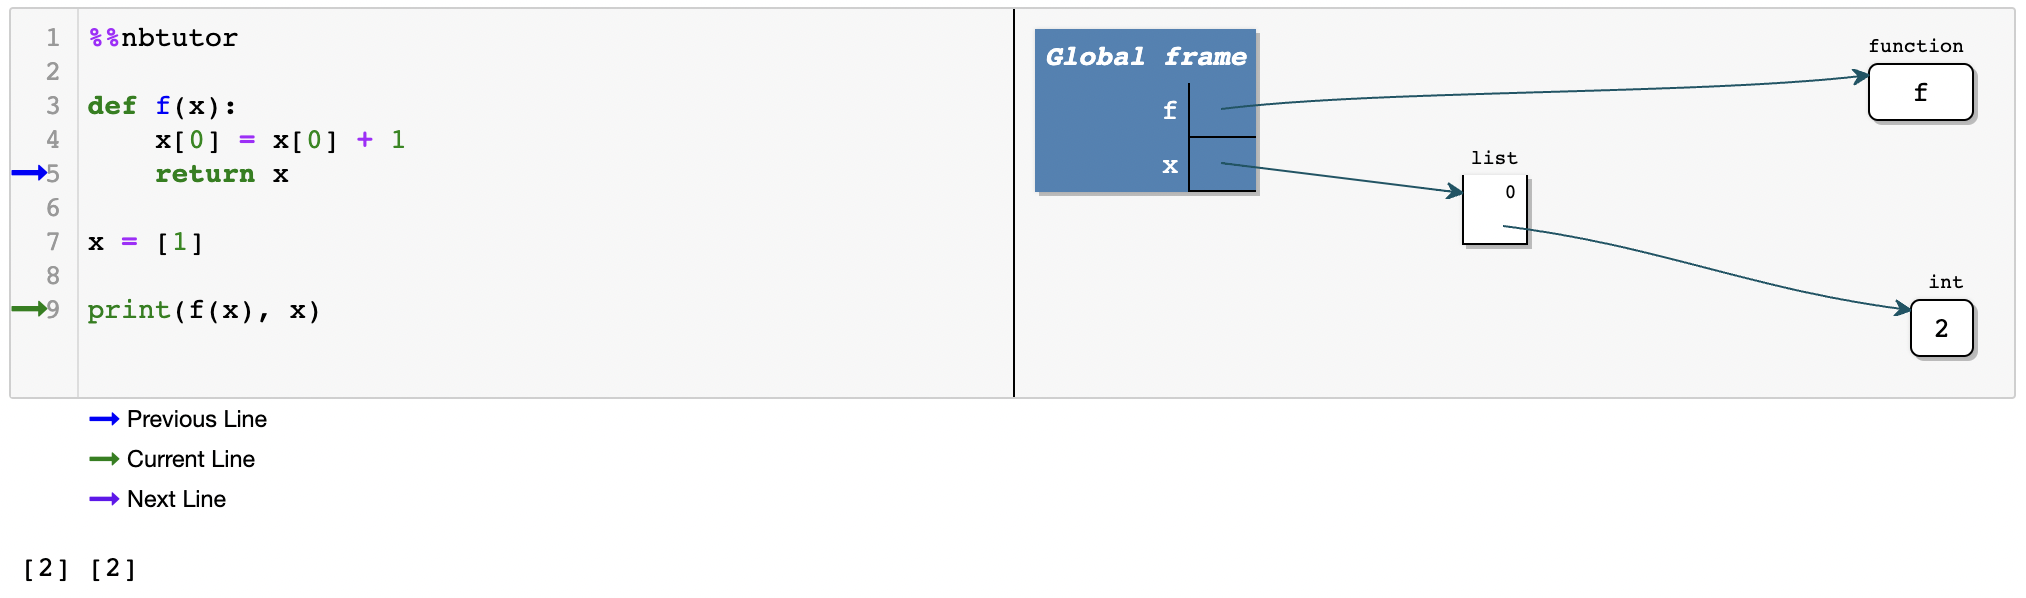 1 %%nbtutor
2
3 def f(x):
4     x[0] = x[0] + 1
5     return x
6
7 x = [1]
8
9 print(f(x), x)
Global frame
f
x
function
f
list
0
int
2
Previous Line
Current Line
Next Line
[2] [2]